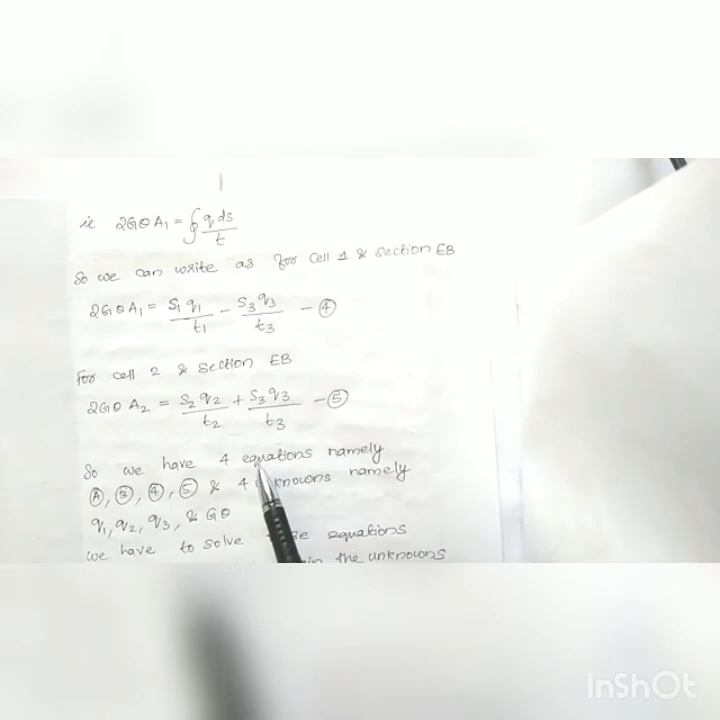 ie 2GθA₁ = ∮ q ds / t
So we can write as for cell 1 & section EB
2GθA₁ = S₁q₁/t₁ − S₃q₃/t₃ − ④
For cell 2 & section EB
2GθA₂ = S₂q₂/t₂ + S₃q₃/t₃ − ⑤
So we have 4 equations namely
Ⓐ, ③, ④, ⑤ & 4 knowns namely
q₁, q₂, q₃, & Gθ
we have to solve equations
the unknowns
InShOt